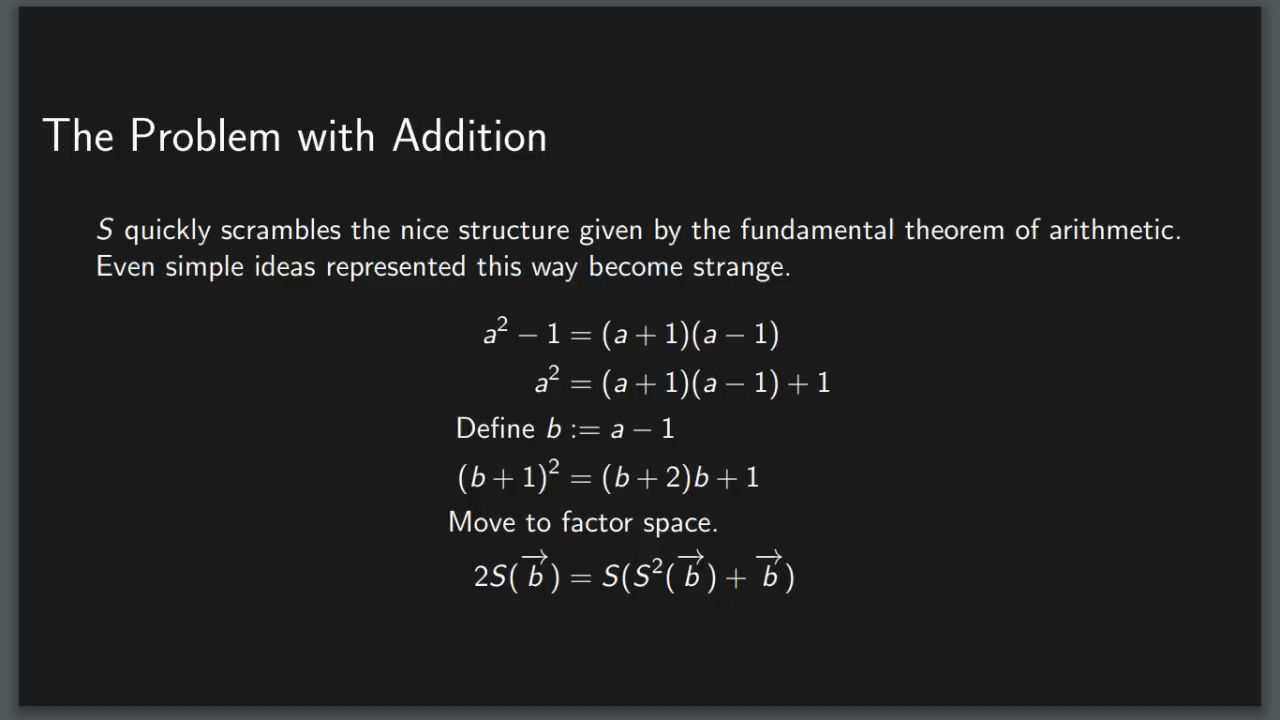 The Problem with Addition
S quickly scrambles the nice structure given by the fundamental theorem of arithmetic.
Even simple ideas represented this way become strange.
a² − 1 = (a + 1)(a − 1)
a² = (a + 1)(a − 1) + 1
Define b := a − 1
(b + 1)² = (b + 2)b + 1
Move to factor space.
2S(b⃗) = S(S²(b⃗) + b⃗)